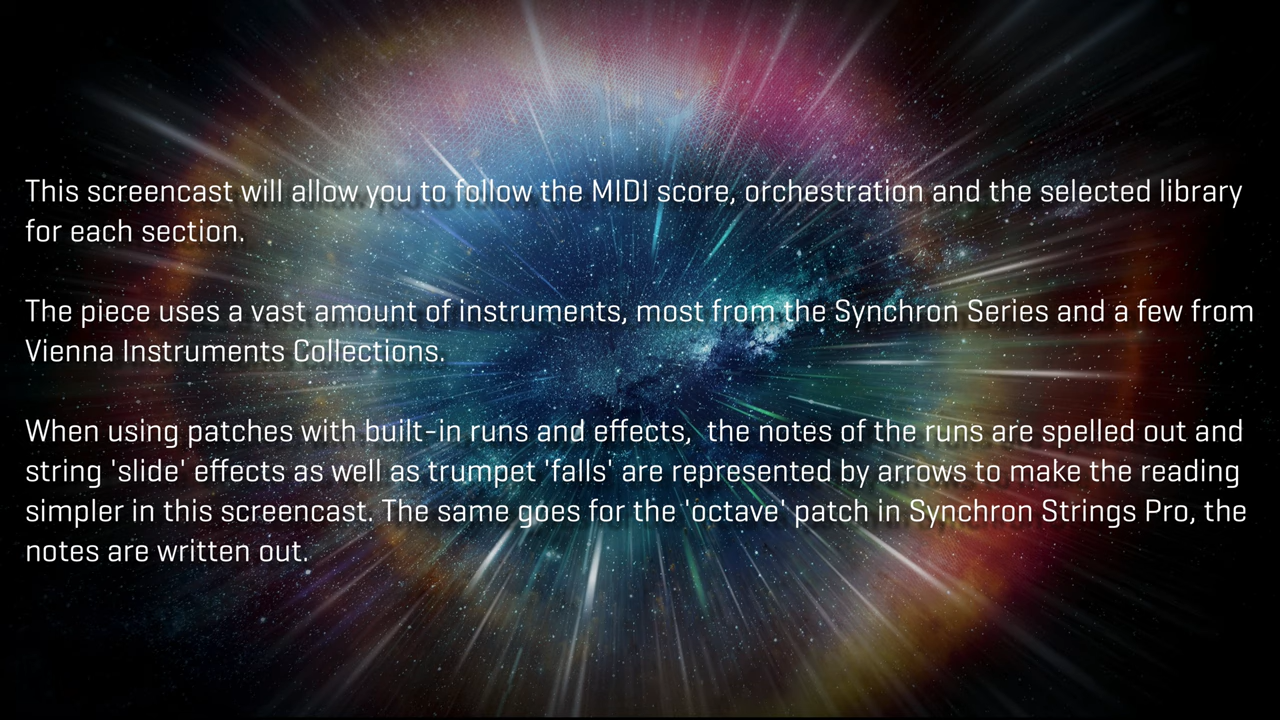 This screencast will allow you to follow the MIDI score, orchestration and the selected library
for each section.
The piece uses a vast amount of instruments, most from the Synchron Series and a few from
Vienna Instruments Collections.
When using patches with built-in runs and effects,  the notes of the runs are spelled out and
string 'slide' effects as well as trumpet 'falls' are represented by arrows to make the reading
simpler in this screencast. The same goes for the 'octave' patch in Synchron Strings Pro, the
notes are written out.